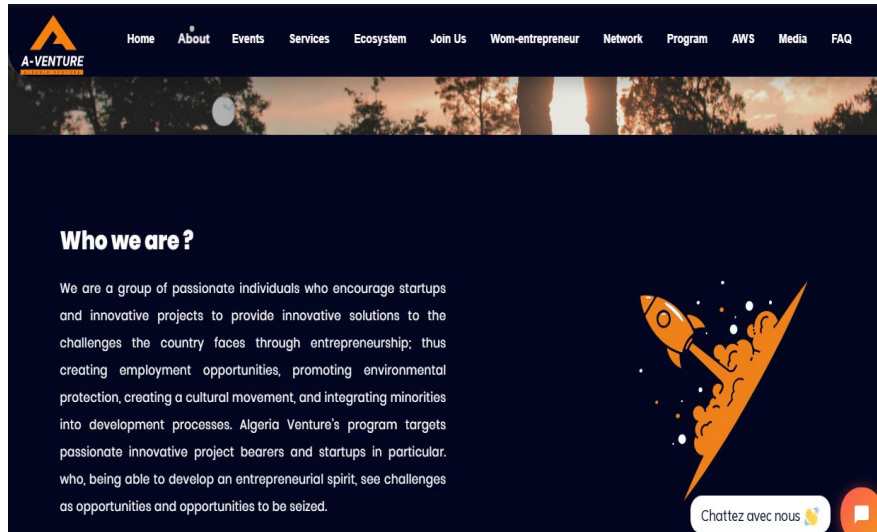 Home About Events Services Ecosystem Join Us Wom-entrepreneur Network Program AWS Media FAQ
A-VENTURE
Who we are ?
We are a group of passionate individuals who encourage startups
and innovative projects to provide innovative solutions to the
challenges the country faces through entrepreneurship; thus
creating employment opportunities, promoting environmental
protection, creating a cultural movement, and integrating minorities
into development processes. Algeria Venture's program targets
passionate innovative project bearers and startups in particular.
who, being able to develop an entrepreneurial spirit, see challenges
as opportunities and opportunities to be seized.
Chattez avec nous 👋